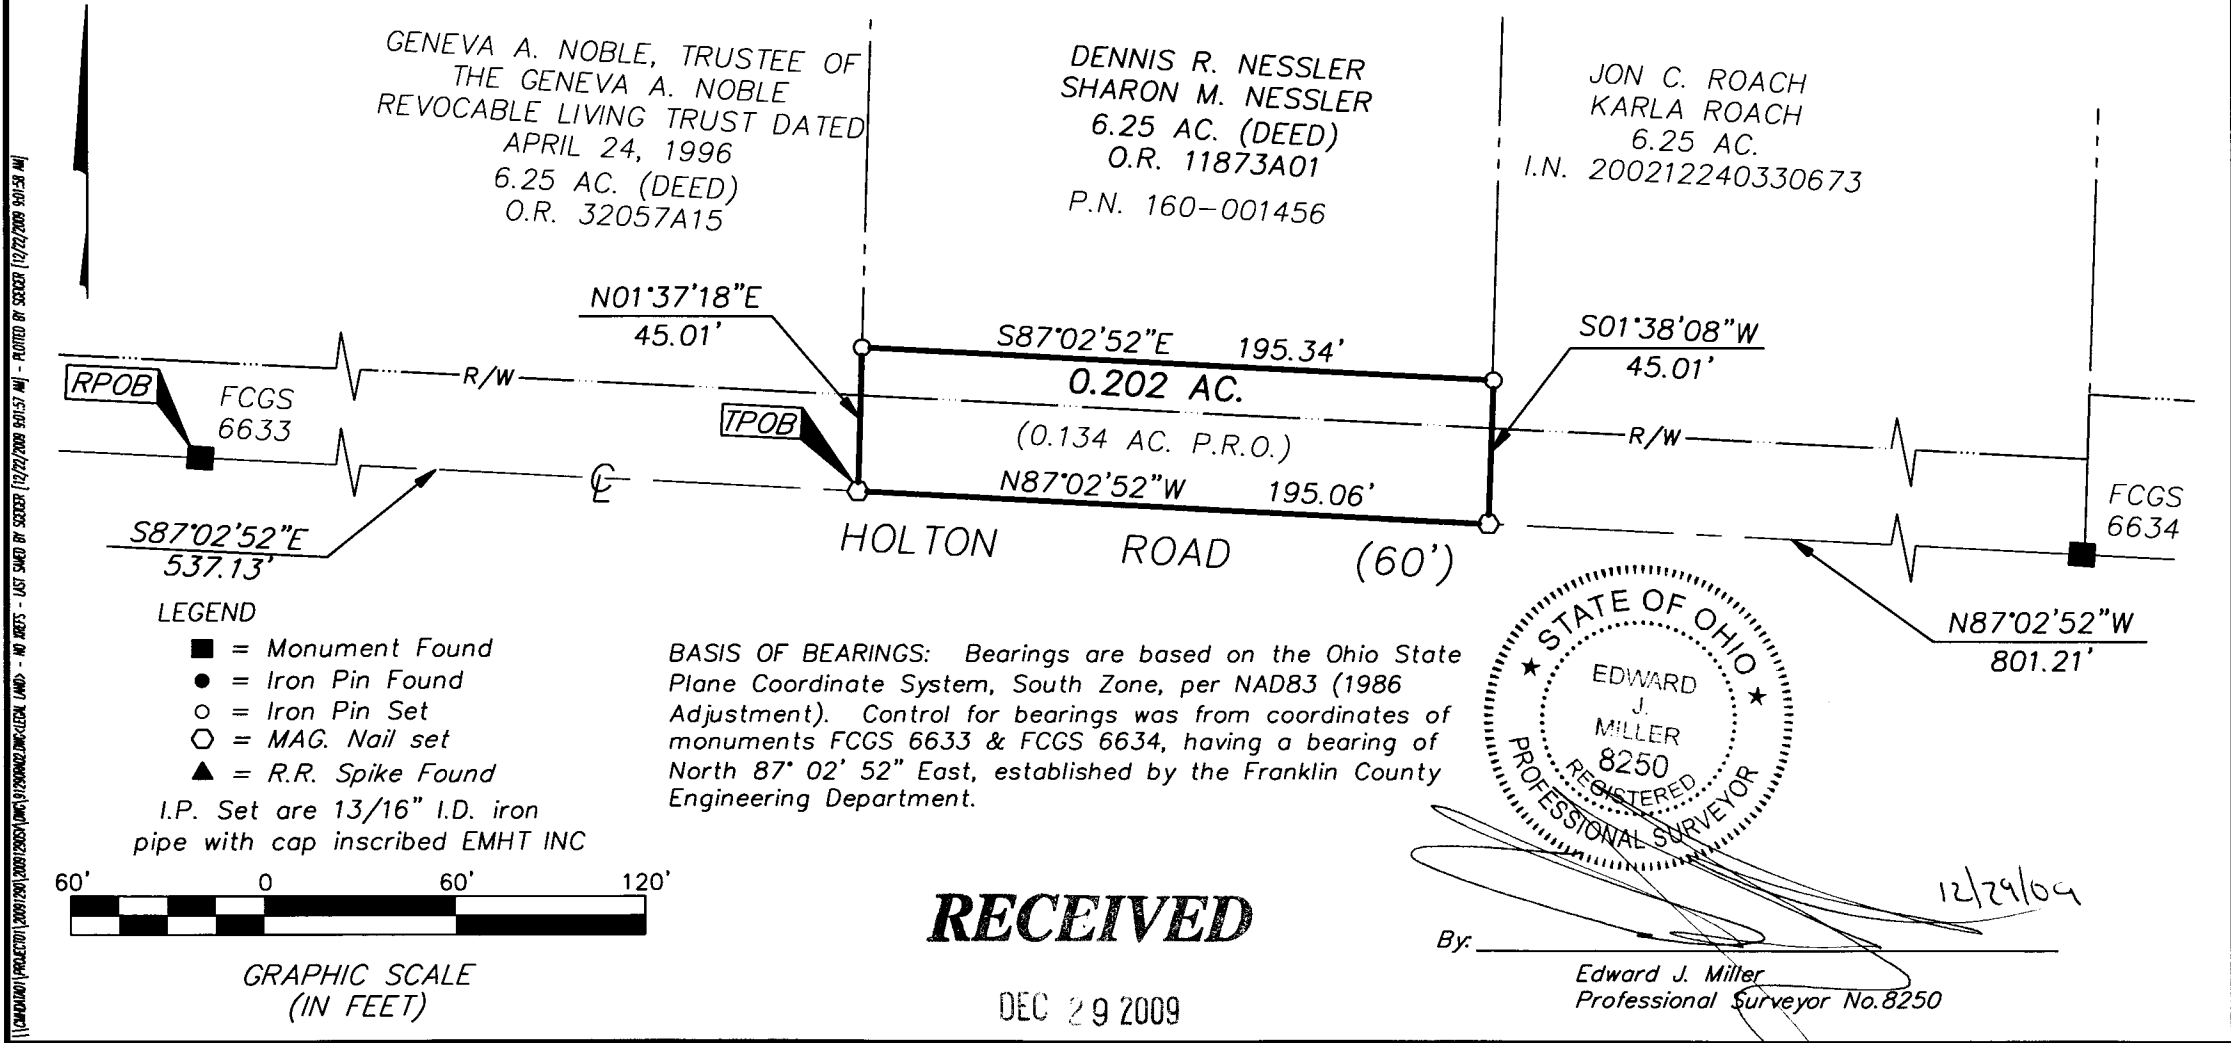 GENEVA A. NOBLE, TRUSTEE OF
THE GENEVA A. NOBLE
REVOCABLE LIVING TRUST DATED
APRIL 24, 1996
6.25 AC. (DEED)
O.R. 32057A15
DENNIS R. NESSLER
SHARON M. NESSLER
6.25 AC. (DEED)
O.R. 11873A01
P.N. 160-001456
JON C. ROACH
KARLA ROACH
6.25 AC.
I.N. 200212240330673
N01°37'18"E
45.01'
S87°02'52"E 195.34'
0.202 AC.
S01°38'08"W
45.01'
RPOB
FCGS
6633
R/W
TPOB
(0.134 AC. P.R.O.)
R/W
N87°02'52"W 195.06'
FCGS
6634
S87°02'52"E
537.13'
HOLTON ROAD (60')
N87°02'52"W
801.21'
LEGEND
= Monument Found
= Iron Pin Found
= Iron Pin Set
= MAG. Nail set
= R.R. Spike Found
I.P. Set are 13/16" I.D. iron
pipe with cap inscribed EMHT INC
BASIS OF BEARINGS: Bearings are based on the Ohio State
Plane Coordinate System, South Zone, per NAD83 (1986
Adjustment). Control for bearings was from coordinates of
monuments FCGS 6633 & FCGS 6634, having a bearing of
North 87° 02' 52" East, established by the Franklin County
Engineering Department.
STATE OF OHIO
EDWARD
J.
MILLER
8250
REGISTERED
PROFESSIONAL SURVEYOR
60' 0 60' 120'
GRAPHIC SCALE
(IN FEET)
RECEIVED
DEC 29 2009
12/29/09
By:
Edward J. Miller
Professional Surveyor No.8250